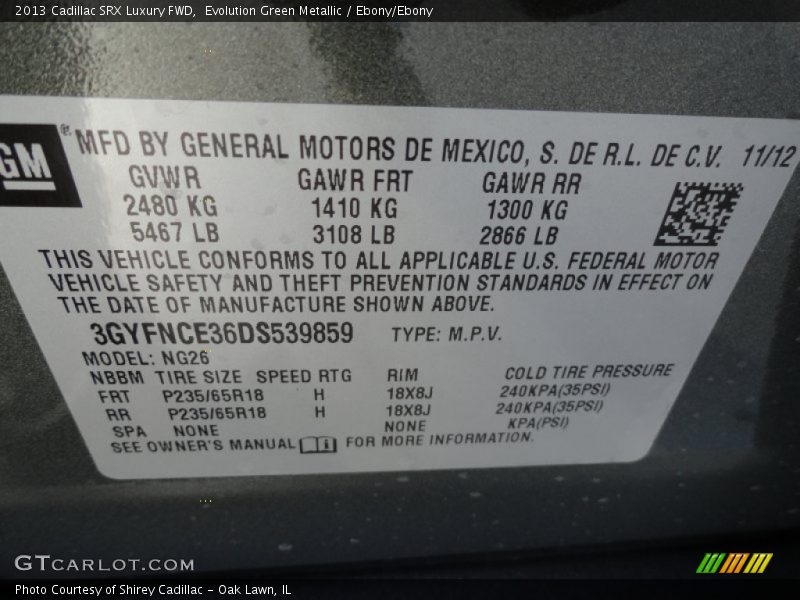 2013 Cadillac SRX Luxury FWD,  Evolution Green Metallic / Ebony/Ebony
GM
®
MFD BY GENERAL MOTORS DE MEXICO, S. DE R.L. DE C.V. 11/12
GVWR GAWR FRT GAWR RR
2480 KG 1410 KG 1300 KG
5467 LB 3108 LB 2866 LB
THIS VEHICLE CONFORMS TO ALL APPLICABLE U.S. FEDERAL MOTOR
VEHICLE SAFETY AND THEFT PREVENTION STANDARDS IN EFFECT ON
THE DATE OF MANUFACTURE SHOWN ABOVE.
3GYFNCE36DS539859 TYPE: M.P.V.
MODEL: NG26
NBBM TIRE SIZE SPEED RTG RIM COLD TIRE PRESSURE
FRT P235/65R18 H 18X8J 240KPA(35PSI)
RR P235/65R18 H 18X8J 240KPA(35PSI)
SPA NONE NONE KPA(PSI)
SEE OWNER'S MANUAL FOR MORE INFORMATION.
GTCARLOT.COM
Photo Courtesy of Shirey Cadillac - Oak Lawn, IL